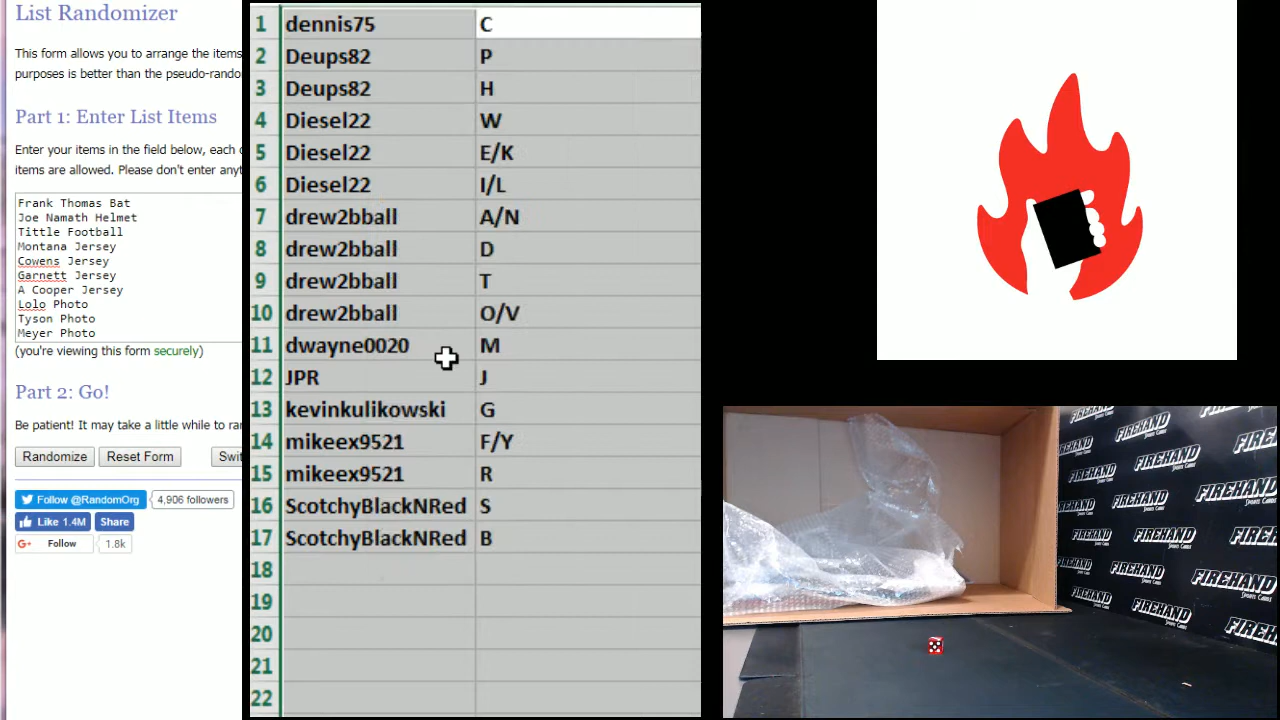 List Randomizer
This form allows you to arrange the items
purposes is better than the pseudo-rando
Part 1: Enter List Items
Enter your items in the field below, each o
items are allowed. Please don't enter anyt
Frank Thomas Bat
Joe Namath Helmet
Tittle Football
Montana Jersey
Cowens Jersey
Garnett Jersey
A Cooper Jersey
Lolo Photo
Tyson Photo
Meyer Photo
(you're viewing this form securely)
Part 2: Go!
Be patient! It may take a little while to ran
Randomize Reset Form Swit
Follow @RandomOrg 4,906 followers
Like 1.4M Share
G+ Follow 1.8k
1 dennis75 C
2 Deups82 P
3 Deups82 H
4 Diesel22 W
5 Diesel22 E/K
6 Diesel22 I/L
7 drew2bball A/N
8 drew2bball D
9 drew2bball T
10 drew2bball O/V
11 dwayne0020 M
12 JPR J
13 kevinkulikowski G
14 mikeex9521 F/Y
15 mikeex9521 R
16 ScotchyBlackNRed S
17 ScotchyBlackNRed B
18
19
20
21
22
FIREHAND
SPORTS CARDS